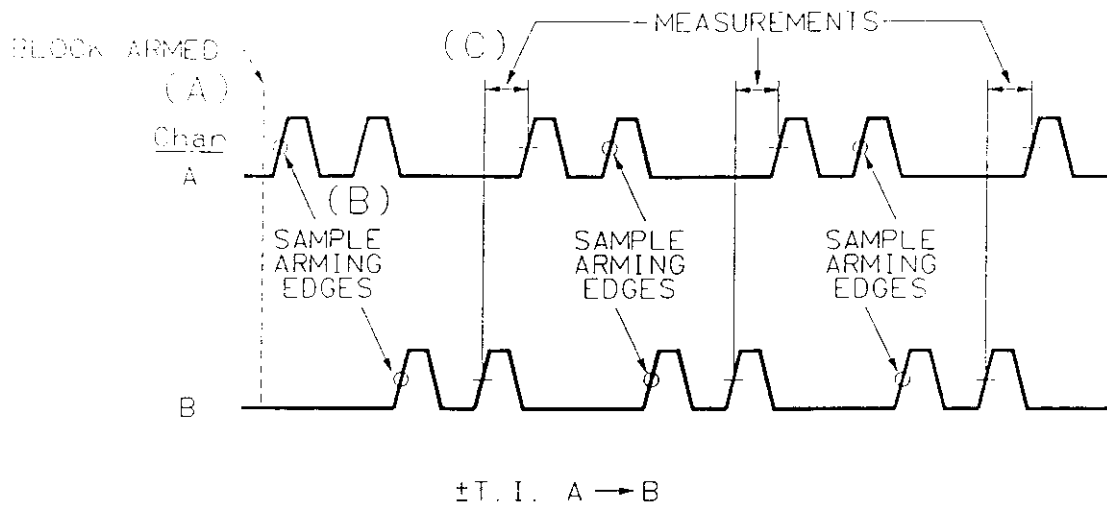 MEASUREMENTS
BLOCK ARMED
(C)
(A)
Chan
A
(B)
SAMPLE
ARMING
EDGES
SAMPLE
ARMING
EDGES
SAMPLE
ARMING
EDGES
B
±T.I. A → B